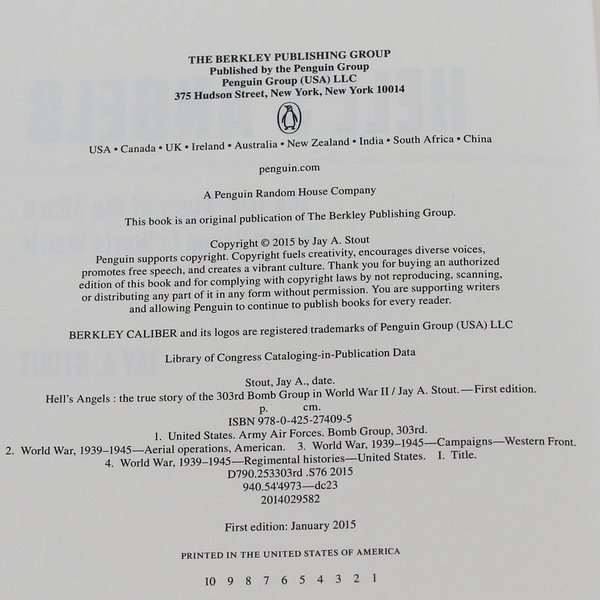 THE BERKLEY PUBLISHING GROUP
Published by the Penguin Group
Penguin Group (USA) LLC
375 Hudson Street, New York, New York 10014
USA • Canada • UK • Ireland • Australia • New Zealand • India • South Africa • China
penguin.com
A Penguin Random House Company
This book is an original publication of The Berkley Publishing Group.
Copyright © 2015 by Jay A. Stout
Penguin supports copyright. Copyright fuels creativity, encourages diverse voices,
promotes free speech, and creates a vibrant culture. Thank you for buying an authorized
edition of this book and for complying with copyright laws by not reproducing, scanning,
or distributing any part of it in any form without permission. You are supporting writers
and allowing Penguin to continue to publish books for every reader.
BERKLEY CALIBER and its logos are registered trademarks of Penguin Group (USA) LLC
Library of Congress Cataloging-in-Publication Data
Stout, Jay A., date.
Hell's Angels : the true story of the 303rd Bomb Group in World War II / Jay A. Stout.—First edition.
p. cm.
ISBN 978-0-425-27409-5
1. United States. Army Air Forces. Bomb Group, 303rd.
2. World War, 1939–1945—Aerial operations, American. 3. World War, 1939–1945—Campaigns—Western Front.
4. World War, 1939–1945—Regimental histories—United States. I. Title.
D790.253303rd .S76 2015
940.54'4973—dc23
2014029582
First edition: January 2015
PRINTED IN THE UNITED STATES OF AMERICA
10 9 8 7 6 5 4 3 2 1